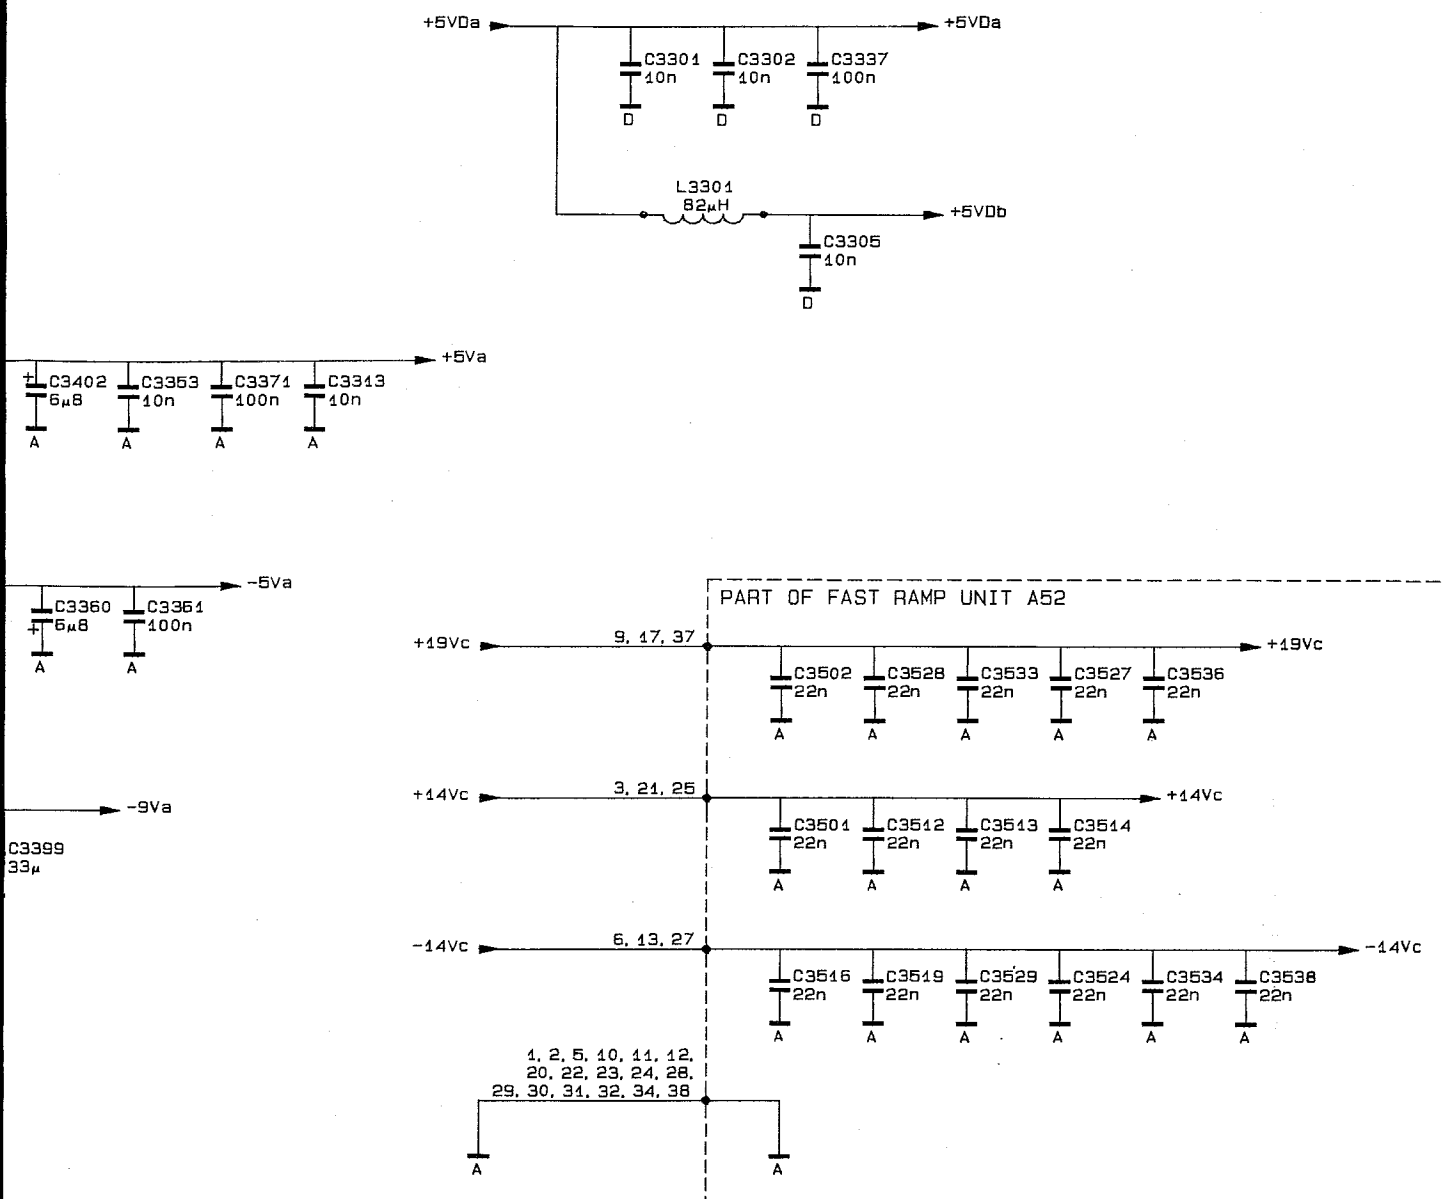 +5VDa
+5VDa
C3301
10n
C3302
10n
C3337
100n
D
D
D
L3301
82µH
+5VDb
C3305
10n
D
+5Va
+ C3402
6µ8
C3353
10n
C3371
100n
C3313
10n
A
A
A
A
-5Va
C3360
+ 6µ8
C3361
100n
A
A
PART OF FAST RAMP UNIT A52
+19Vc
9, 17, 37
+19Vc
C3502
22n
C3528
22n
C3533
22n
C3527
22n
C3536
22n
A
A
A
A
A
-9Va
C3399
33µ
+14Vc
3, 21, 25
+14Vc
C3501
22n
C3512
22n
C3513
22n
C3514
22n
A
A
A
A
-14Vc
6, 13, 27
-14Vc
C3516
22n
C3519
22n
C3529
22n
C3524
22n
C3534
22n
C3538
22n
A
A
A
A
A
A
1, 2, 5, 10, 11, 12,
20, 22, 23, 24, 28,
29, 30, 31, 32, 34, 38
A
A